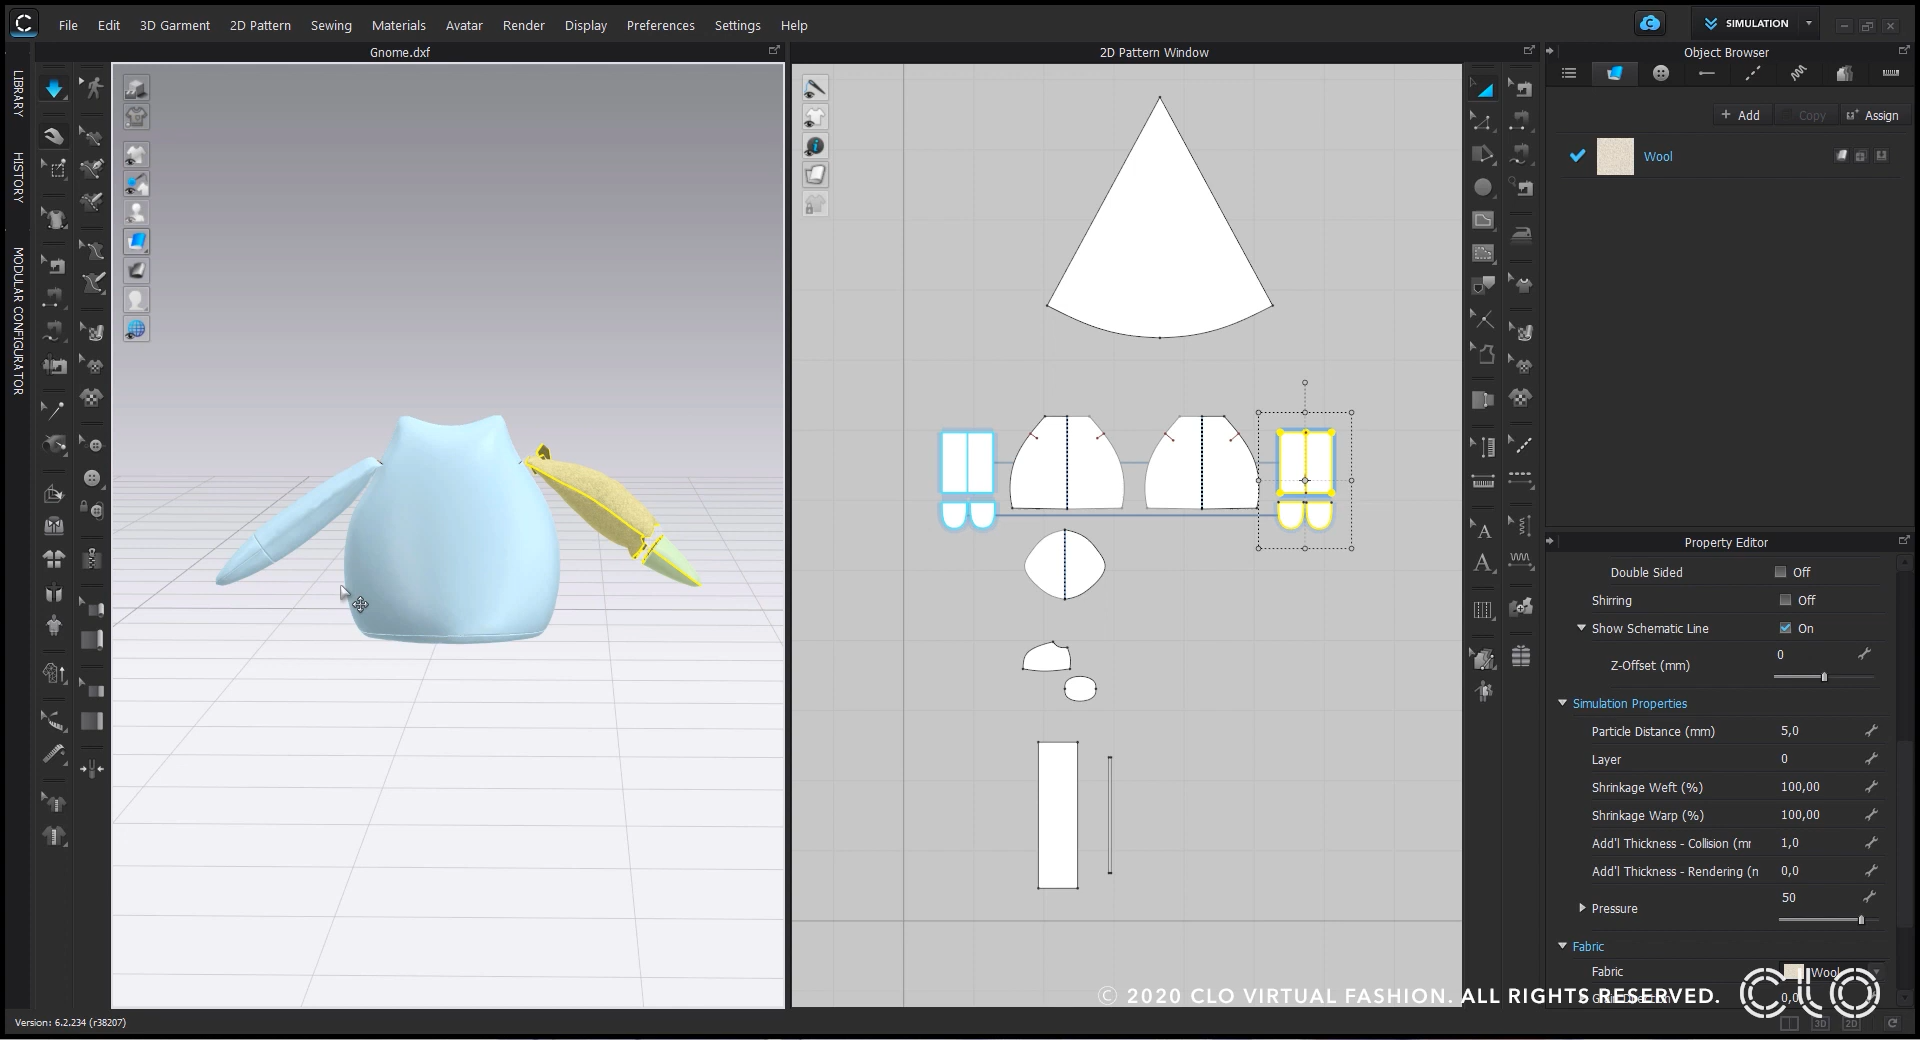 File Edit 3D Garment 2D Pattern Sewing Materials Avatar Render Display Preferences Settings Help
SIMULATION
Gnome.dxf
2D Pattern Window
Object Browser
LIBRARY
HISTORY
MODULAR CONFIGURATOR
+ Add Copy Assign
Wool
Property Editor
Double Sided Off
Shirring Off
Show Schematic Line On
Z-Offset (mm) 0
Simulation Properties
Particle Distance (mm) 5,0
Layer 0
Shrinkage Weft (%) 100,00
Shrinkage Warp (%) 100,00
Add'l Thickness - Collision (mr 1,0
Add'l Thickness - Rendering (n 0,0
Pressure 50
Fabric
Fabric Wool
© 2020 CLO VIRTUAL FASHION. ALL RIGHTS RESERVED.
CLO
Version: 6.2.234 (r38207)
3D 2D